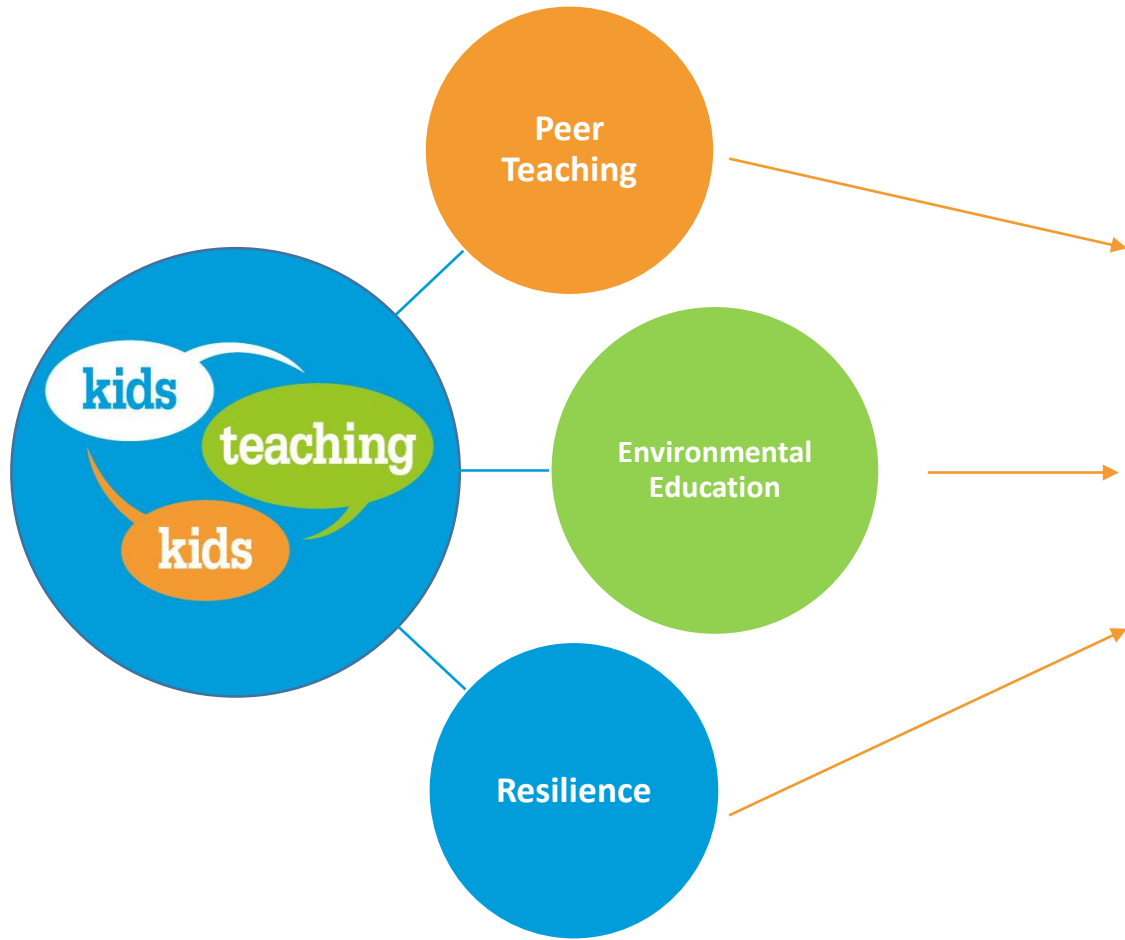 Peer
Teaching
kids
teaching
kids
Environmental
Education
Resilience